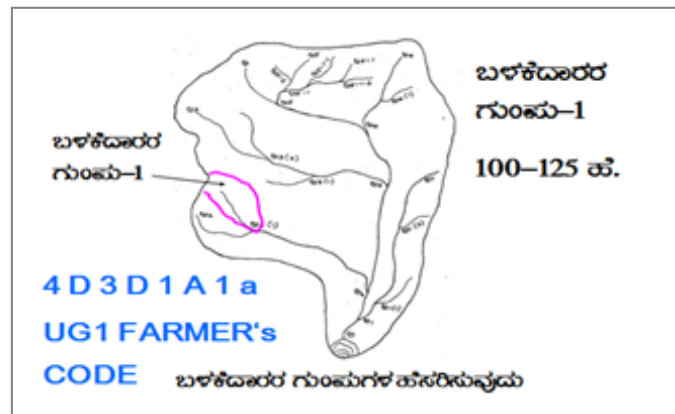 ಬಳಕೆದಾರರ
ಗುಂಪು–1
100–125 ಹೆ.
ಬಳಕೆದಾರರ
ಗುಂಪು–1
4 D 3 D 1 A 1 a
UG1 FARMER's
CODE
ಬಳಕೆದಾರರ ಗುಂಪುಗಳ ಹೆಸರಿಸುವುದು